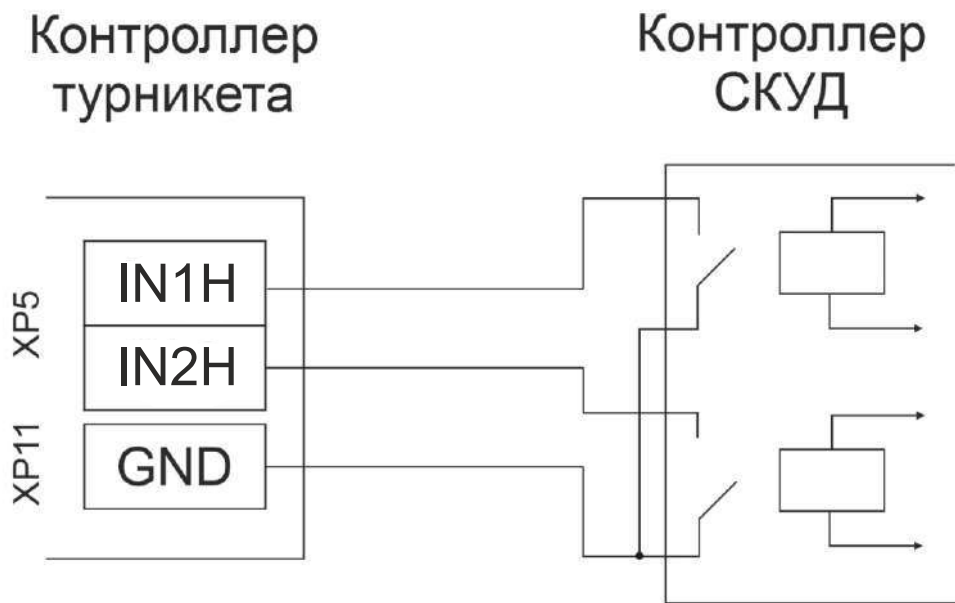 Контроллер
турникета
Контроллер
СКУД
XP5
IN1H
IN2H
XP11
GND